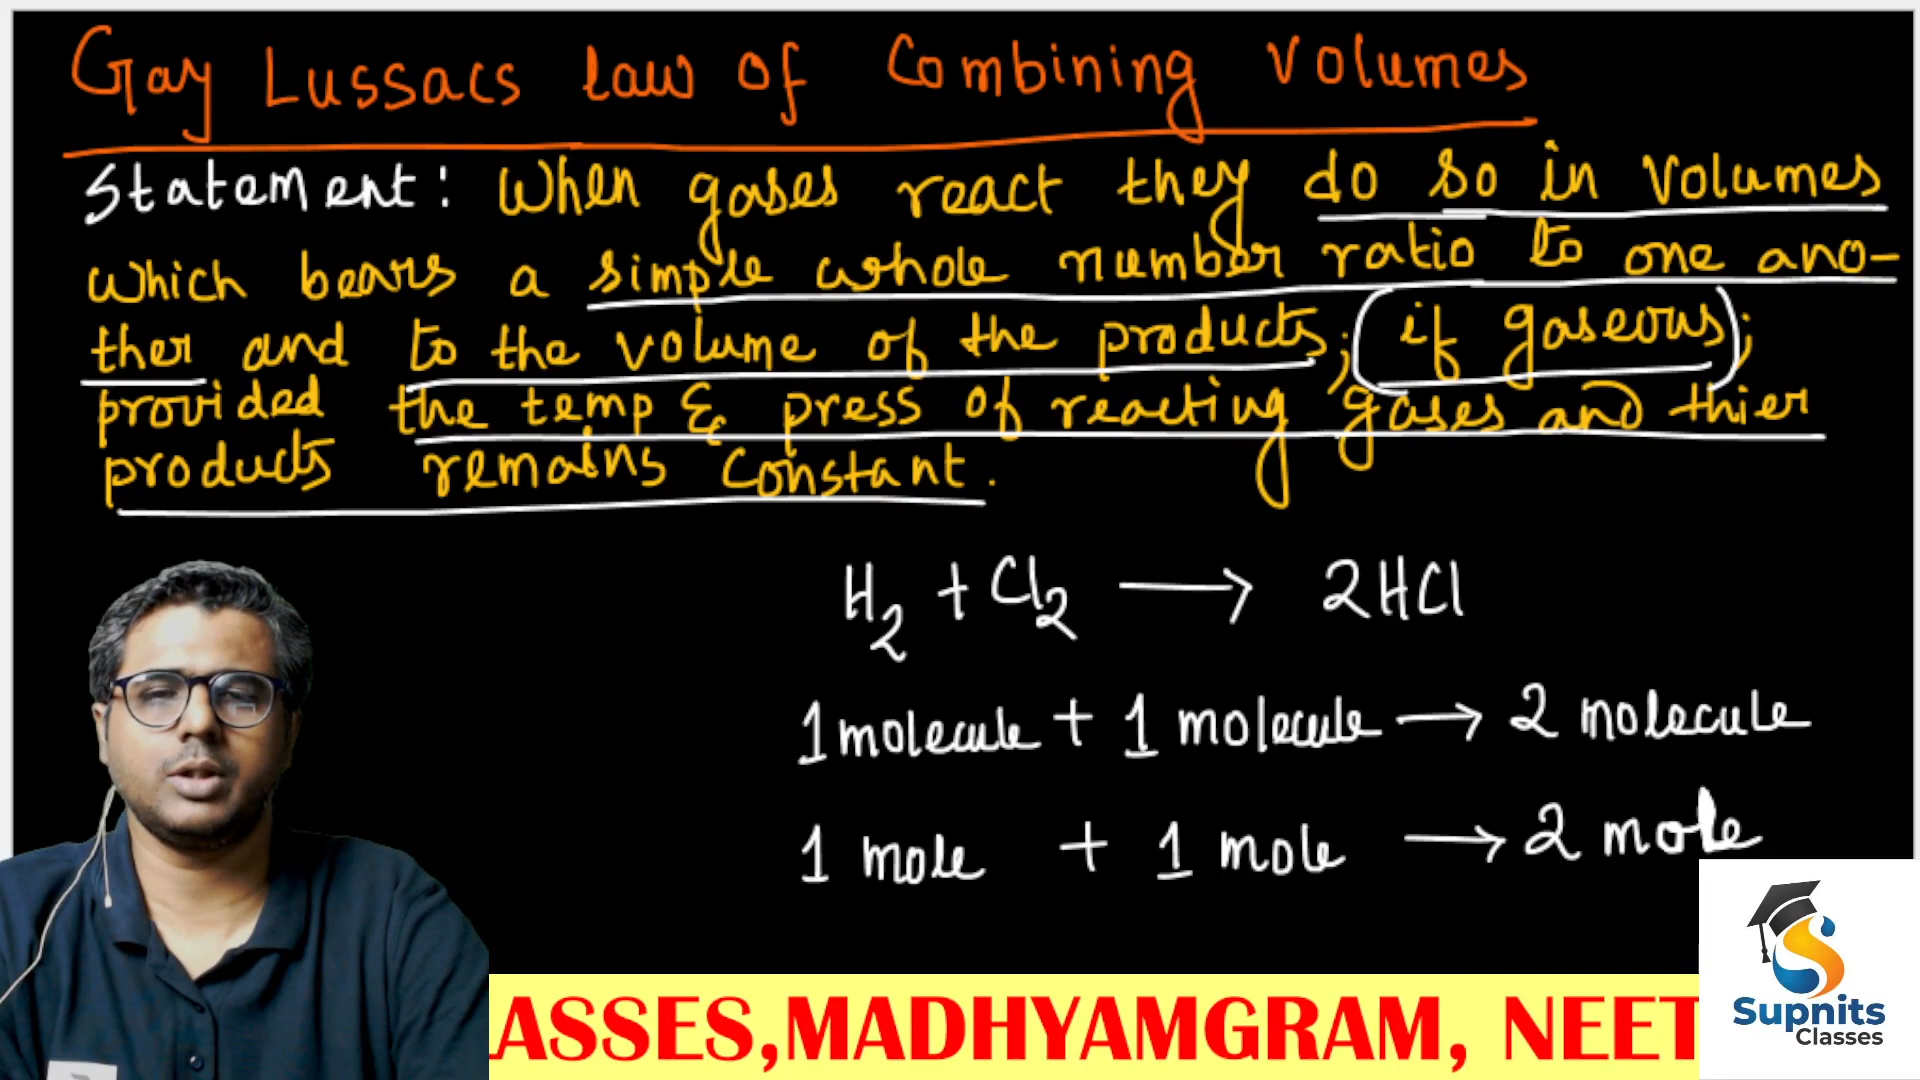 Gay Lussacs law of Combining Volumes
Statement: When gases react they do so in volumes
which bears a simple whole number ratio to one ano-
ther and to the volume of the products; (if gaseous);
provided the temp & press of reacting gases and thier
products remains constant.
H₂ + Cl₂ ⟶ 2HCl
1 molecule + 1 molecule ⟶ 2 molecule
1 mole + 1 mole ⟶ 2 mole
ASSES,MADHYAMGRAM, NEET
Supnits
Classes